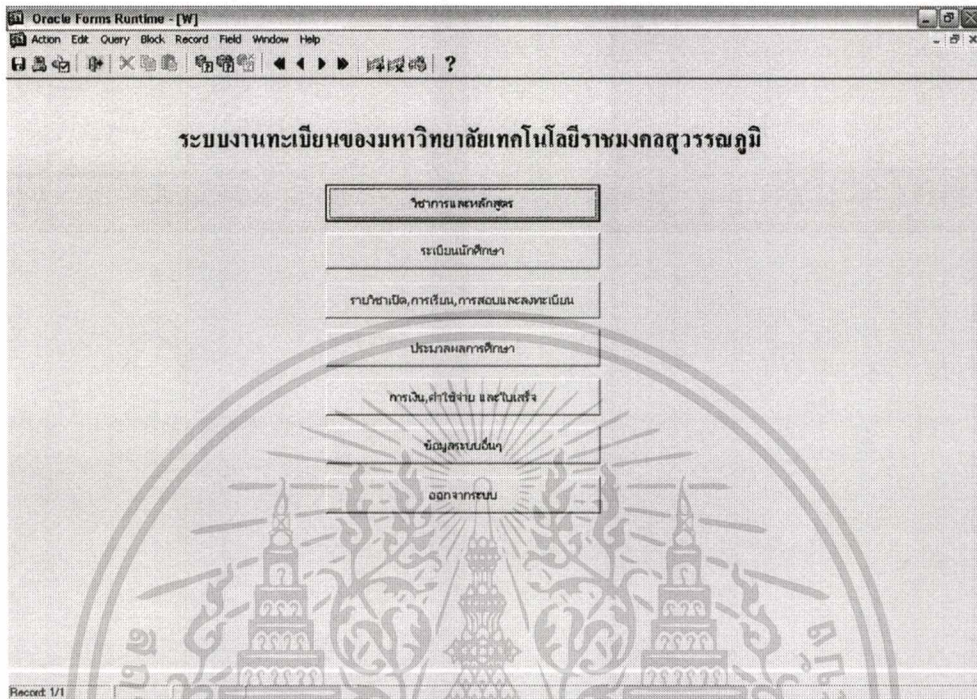 Oracle Forms Runtime - [W]
Action Edit Query Block Record Field Window Help
ระบบงานทะเบียนของมหาวิทยาลัยเทคโนโลยีราชมงคลสุวรรณภูมิ
วิชาการและหลักสูตร
ระเบียนนักศึกษา
รายวิชาเปิด,การเรียน,การสอบและลงทะเบียน
ประมวลผลการศึกษา
การเงิน,ค่าใช้จ่าย และใบเสร็จ
ข้อมูลระบบอื่นๆ
ออกจากระบบ
Record: 1/1